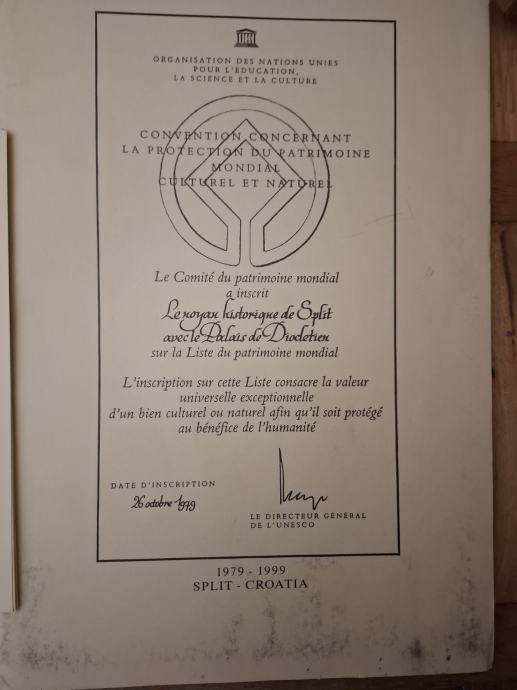 ORGANISATION DES NATIONS UNIES
POUR L'EDUCATION,
LA SCIENCE ET LA CULTURE
CONVENTION CONCERNANT
LA PROTECTION DU PATRIMOINE
MONDIAL
CULTUREL ET NATUREL
Le Comité du patrimoine mondial
a inscrit
Le noyau historique de Split
avec le Palais de Dioclétien
sur la Liste du patrimoine mondial
L'inscription sur cette Liste consacre la valeur
universelle exceptionnelle
d'un bien culturel ou naturel afin qu'il soit protégé
au bénéfice de l'humanité
DATE D'INSCRIPTION
26 octobre 1979
LE DIRECTEUR GÉNÉRAL
DE L'UNESCO
1979 - 1999
SPLIT - CROATIA